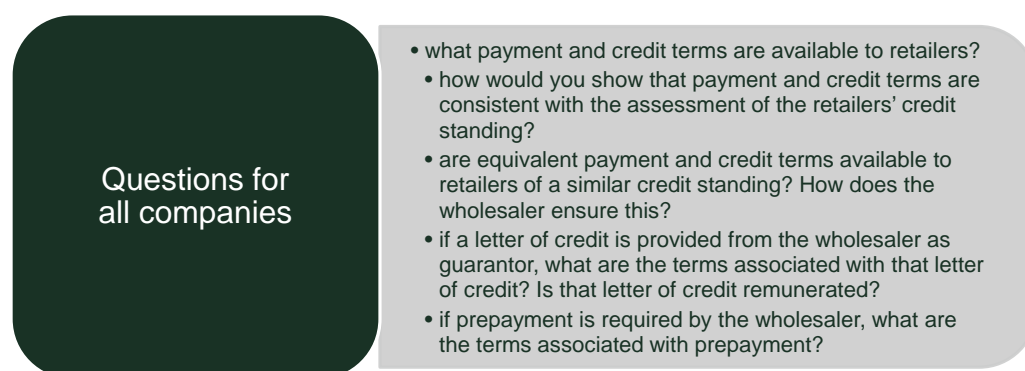 Questions for
all companies
• what payment and credit terms are available to retailers?
• how would you show that payment and credit terms are
consistent with the assessment of the retailers' credit
standing?
• are equivalent payment and credit terms available to
retailers of a similar credit standing? How does the
wholesaler ensure this?
• if a letter of credit is provided from the wholesaler as
guarantor, what are the terms associated with that letter
of credit? Is that letter of credit remunerated?
• if prepayment is required by the wholesaler, what are
the terms associated with prepayment?